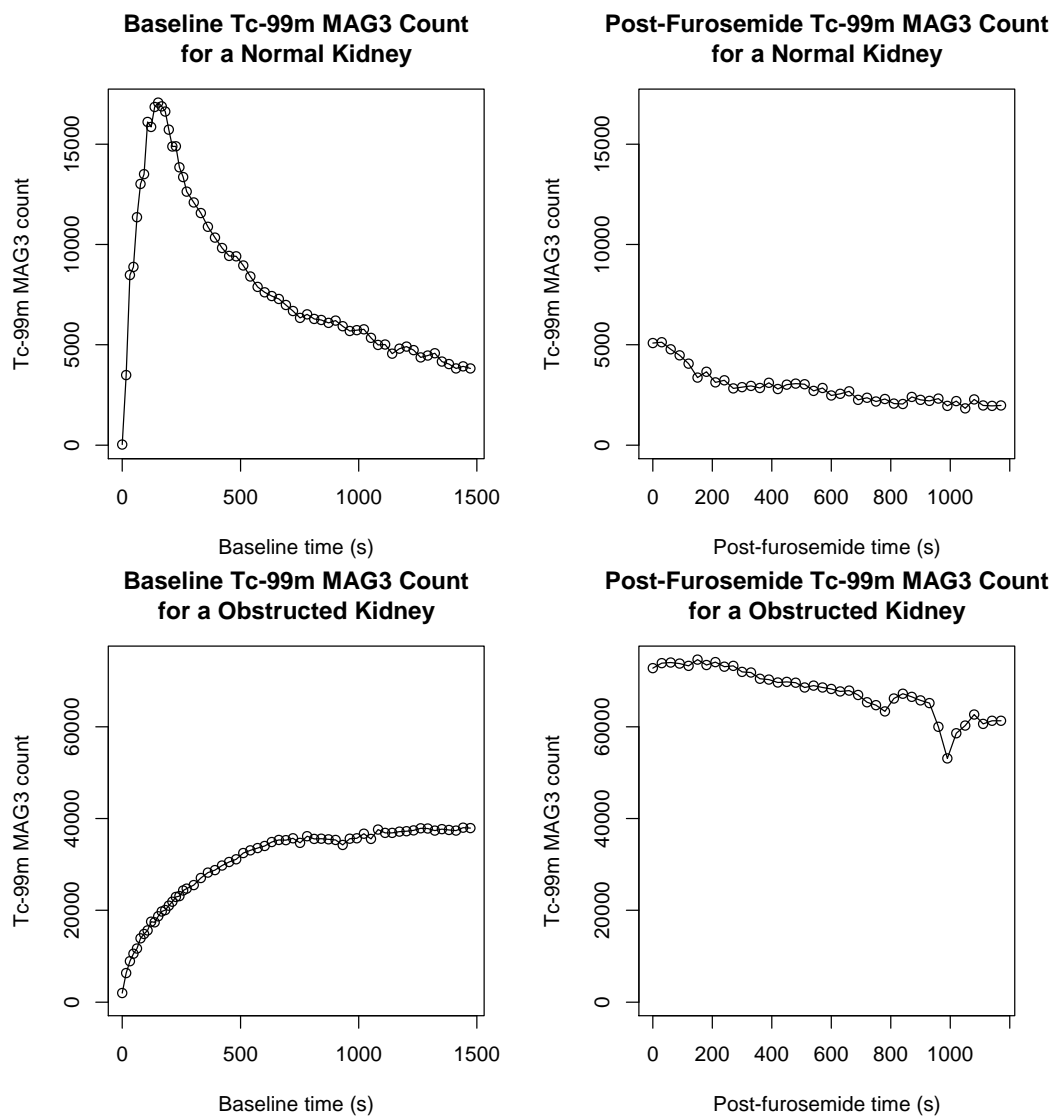 Baseline Tc-99m MAG3 Count
for a Normal Kidney
Tc-99m MAG3 count
15000
10000
5000
0
0 500 1000 1500
Baseline time (s)
Post-Furosemide Tc-99m MAG3 Count
for a Normal Kidney
Tc-99m MAG3 count
15000
10000
5000
0
0 200 400 600 800 1000
Post-furosemide time (s)
Baseline Tc-99m MAG3 Count
for a Obstructed Kidney
Tc-99m MAG3 count
60000
40000
20000
0
0 500 1000 1500
Baseline time (s)
Post-Furosemide Tc-99m MAG3 Count
for a Obstructed Kidney
Tc-99m MAG3 count
60000
40000
20000
0
0 200 400 600 800 1000
Post-furosemide time (s)